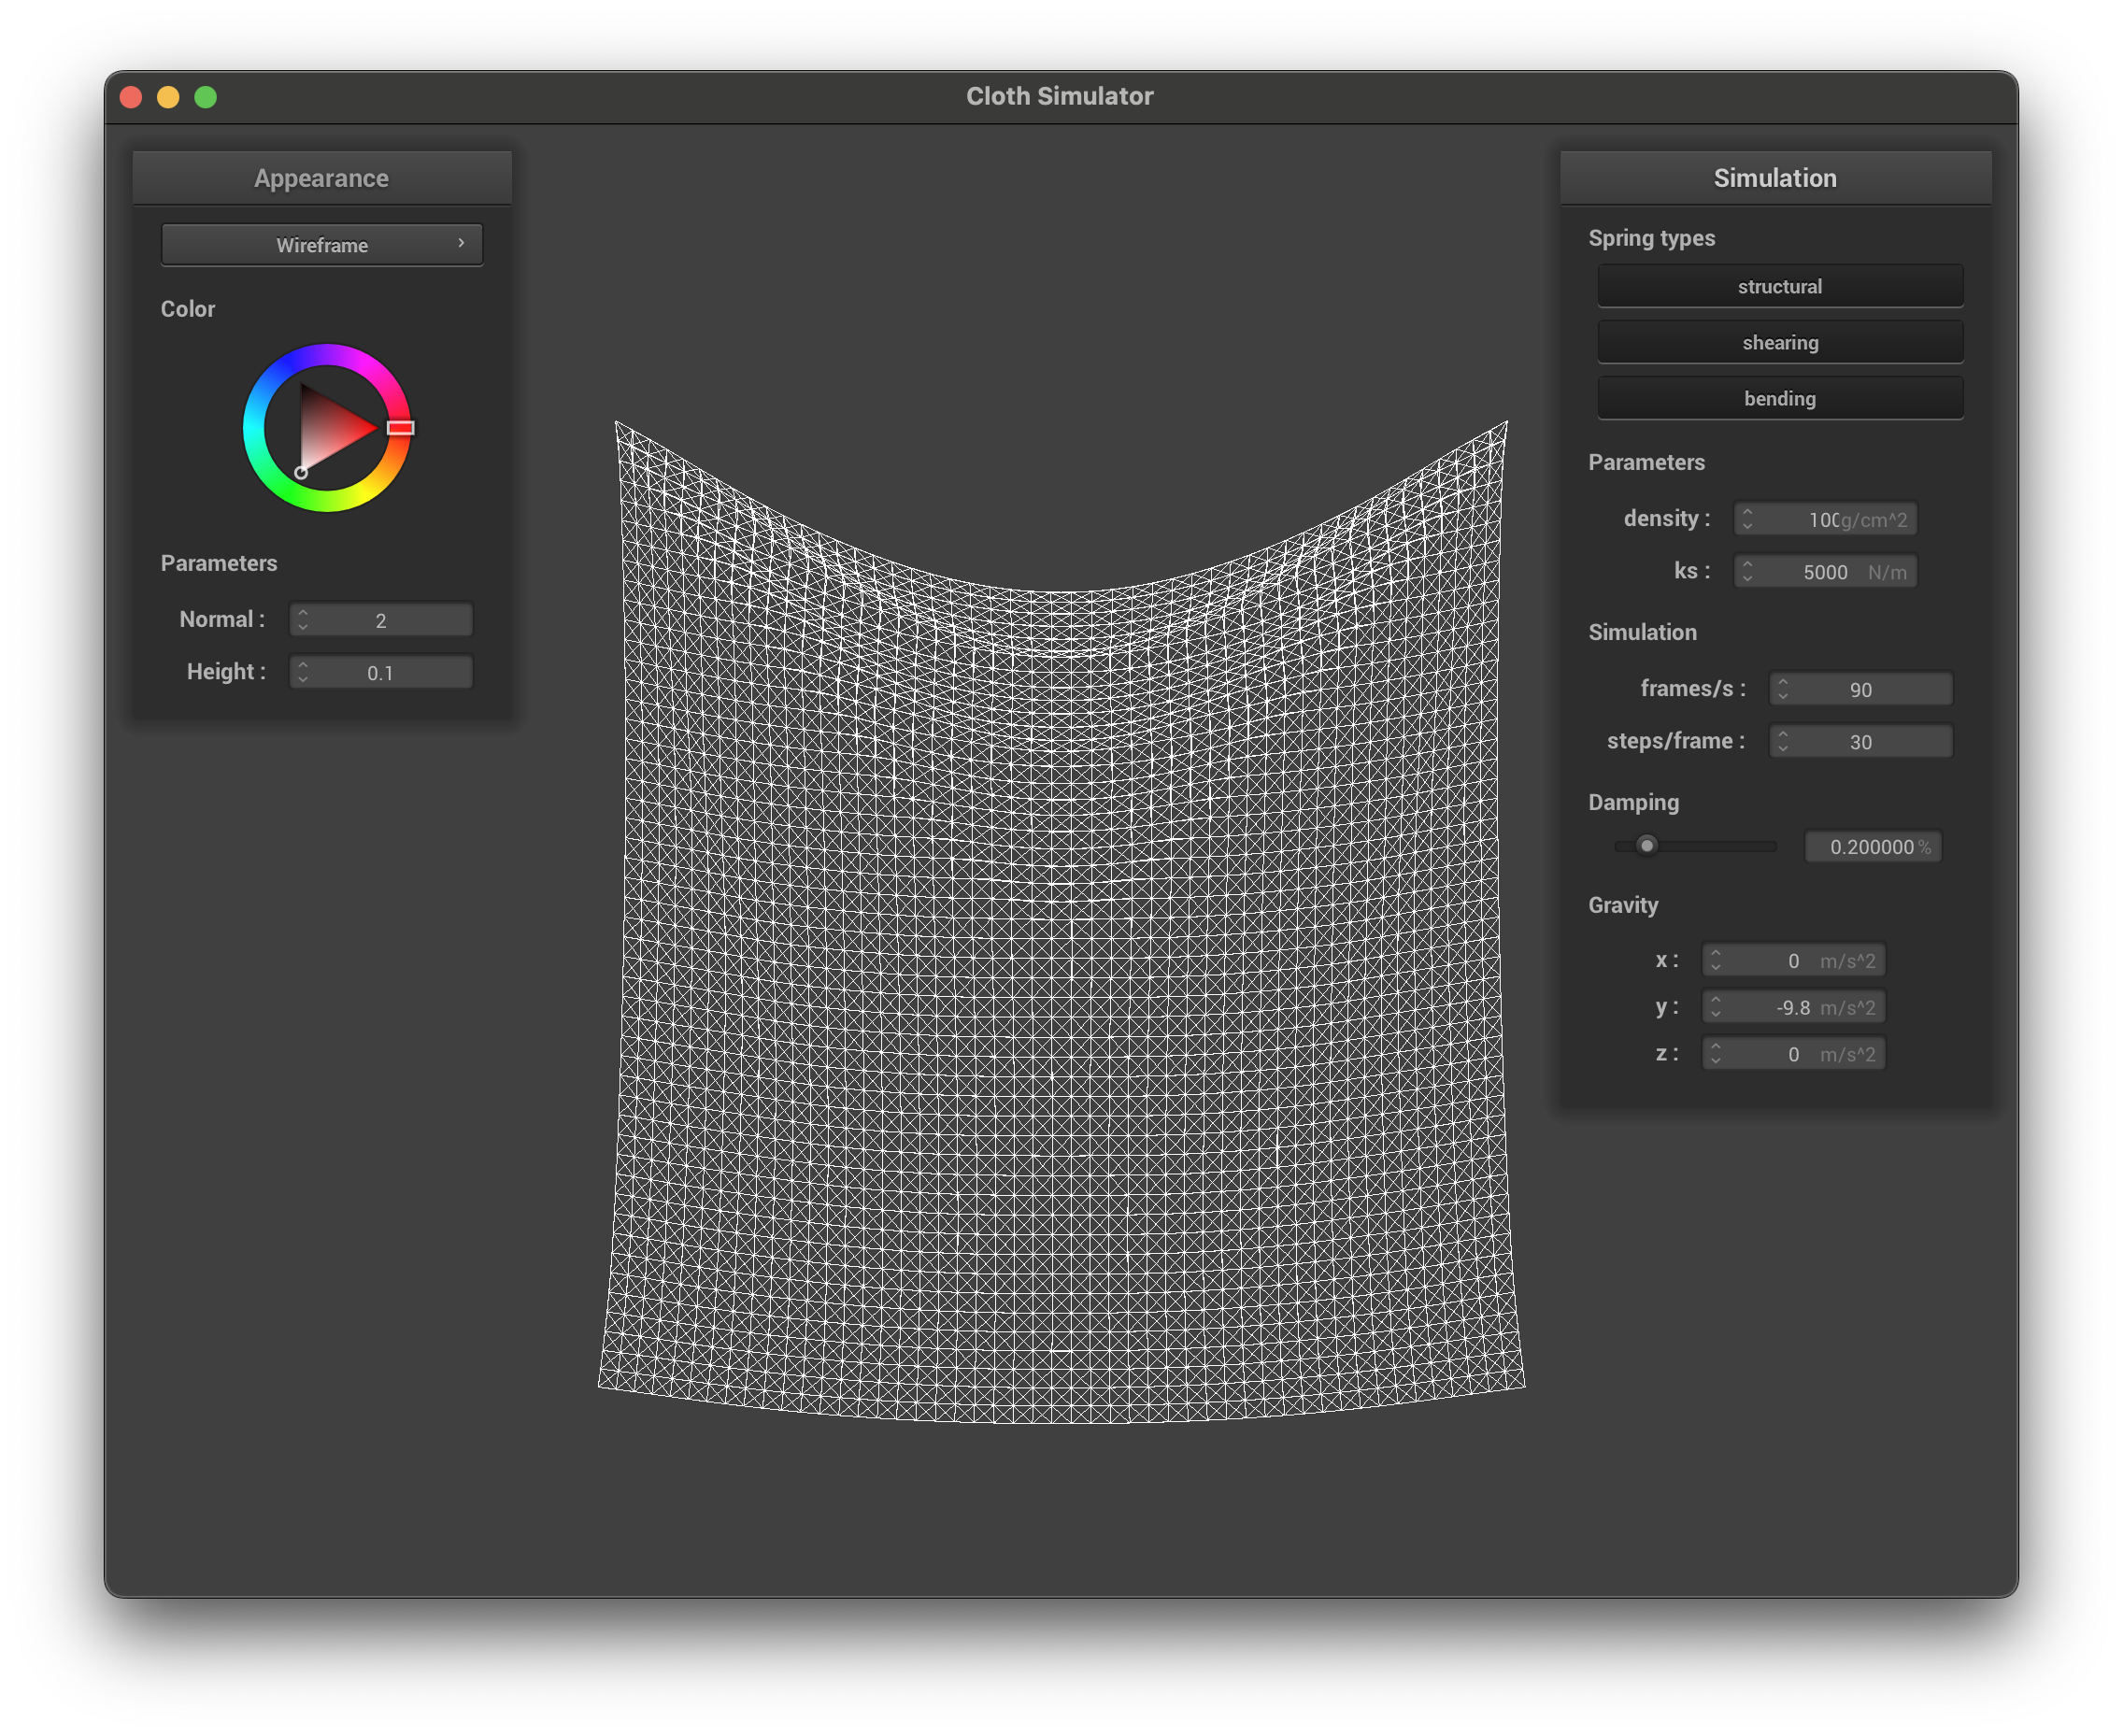 Cloth Simulator
Appearance
Wireframe
Color
Parameters
Normal : 2
Height : 0.1
Simulation
Spring types
structural
shearing
bending
Parameters
density : g/cm^2
ks : 5000 N/m
Simulation
frames/s : 90
steps/frame : 30
Damping
0.200000 %
Gravity
x : 0 m/s^2
y : -9.8 m/s^2
z : 0 m/s^2